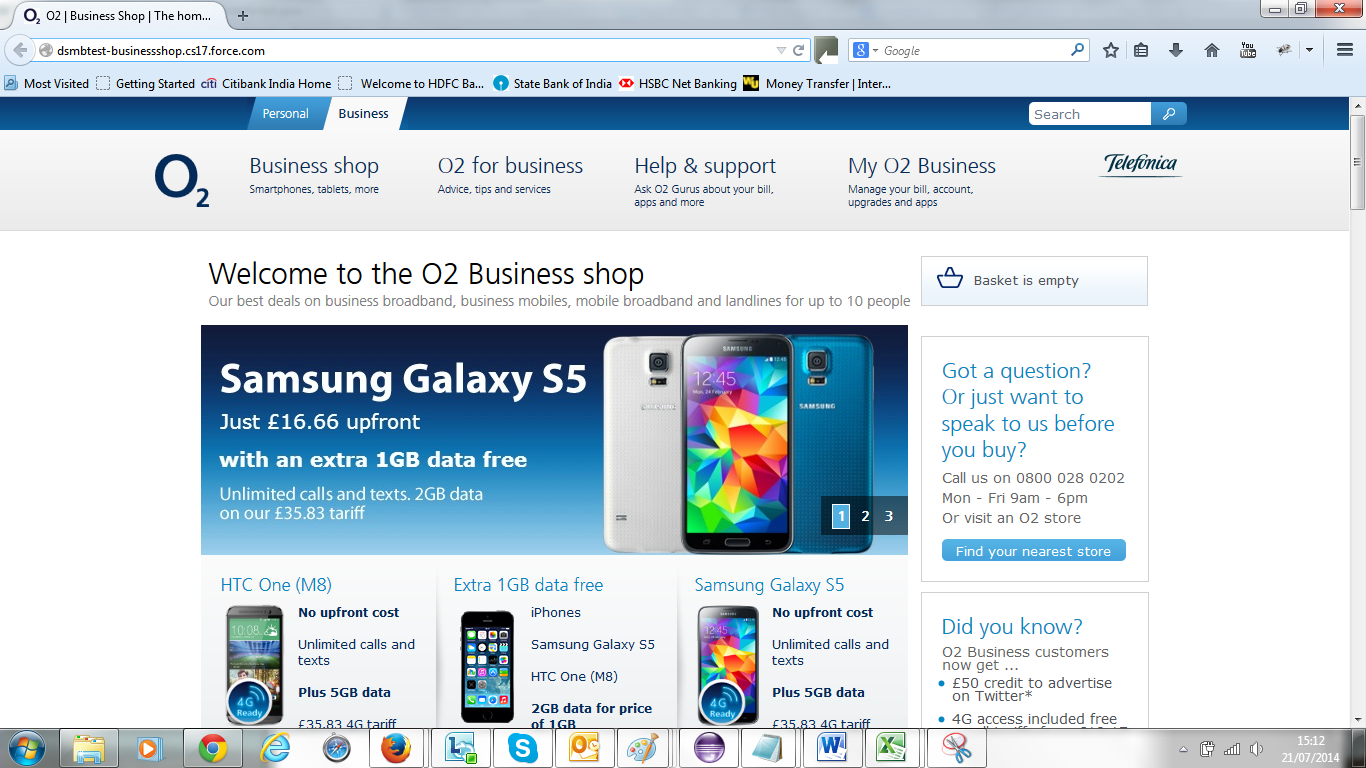 O2 | Business Shop | The hom...
dsmbtest-businessshop.cs17.force.com
Google
Most Visited Getting Started Citibank India Home Welcome to HDFC Ba... State Bank of India HSBC Net Banking Money Transfer | Inter...
Personal Business Search
O2
Business shop
Smartphones, tablets, more
O2 for business
Advice, tips and services
Help & support
Ask O2 Gurus about your bill,
apps and more
My O2 Business
Manage your bill, account,
upgrades and apps
Telefónica
Welcome to the O2 Business shop
Our best deals on business broadband, business mobiles, mobile broadband and landlines for up to 10 people
Basket is empty
Samsung Galaxy S5
Just £16.66 upfront
with an extra 1GB data free
Unlimited calls and texts. 2GB data
on our £35.83 tariff
SAMSUNG
12:45
SAMSUNG
1 2 3
Got a question?
Or just want to
speak to us before
you buy?
Call us on 0800 028 0202
Mon - Fri 9am - 6pm
Or visit an O2 store
Find your nearest store
HTC One (M8)
No upfront cost
Unlimited calls and
texts
Plus 5GB data
£35.83 4G tariff
10:08
4G
Ready
Extra 1GB data free
iPhones
Samsung Galaxy S5
HTC One (M8)
2GB data for price
of 1GB
Samsung Galaxy S5
No upfront cost
Unlimited calls and
texts
Plus 5GB data
£35.83 4G tariff
12:45
4G
Ready
Did you know?
O2 Business customers
now get ...
£50 credit to advertise
on Twitter*
4G access included free
15:12
21/07/2014